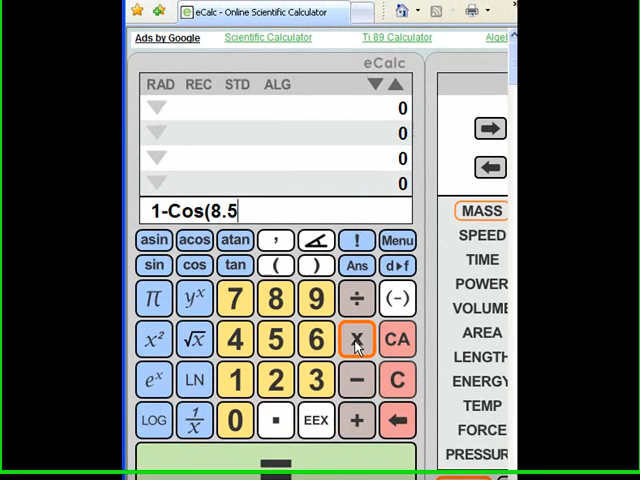 eCalc - Online Scientific Calculator
Ads by Google Scientific Calculator Ti 89 Calculator
eCalc
RAD REC STD ALG
0
0
0
0
1-Cos(8.5
asin acos atan , ∠ ! Menu
sin cos tan ( ) Ans d▸f
π yˣ 7 8 9 ÷ (-)
x² √x 4 5 6 x CA
eˣ LN 1 2 3 − C
LOG 1/x 0 . EEX +
=
MASS
SPEED
TIME
POWER
VOLUME
AREA
LENGTH
ENERGY
TEMP
FORCE